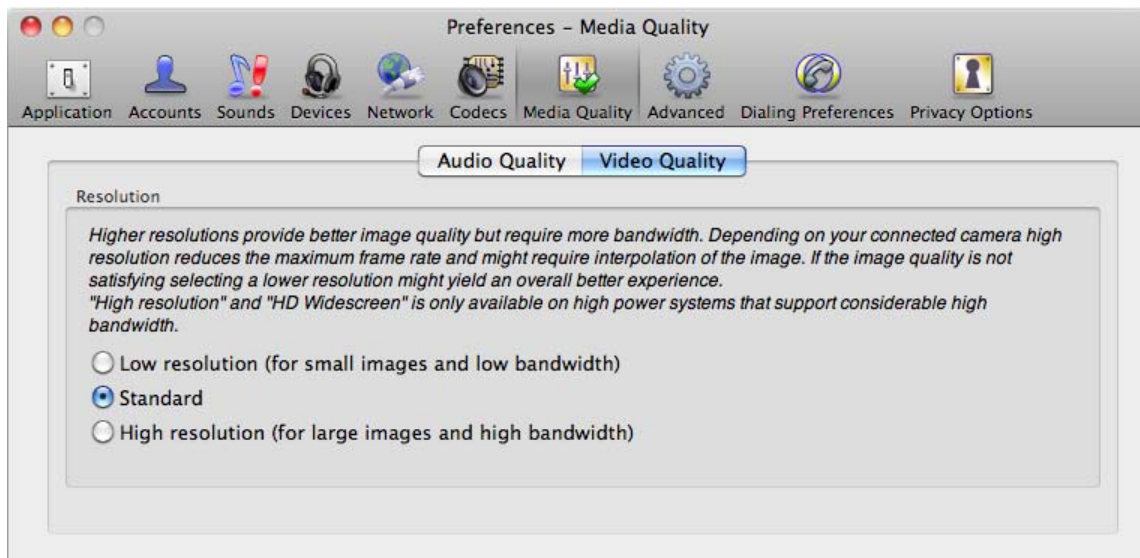 Preferences – Media Quality
Application Accounts Sounds Devices Network Codecs Media Quality Advanced Dialing Preferences Privacy Options
Audio Quality Video Quality
Resolution
Higher resolutions provide better image quality but require more bandwidth. Depending on your connected camera high
resolution reduces the maximum frame rate and might require interpolation of the image. If the image quality is not
satisfying selecting a lower resolution might yield an overall better experience.
"High resolution" and "HD Widescreen" is only available on high power systems that support considerable high
bandwidth.
Low resolution (for small images and low bandwidth)
Standard
High resolution (for large images and high bandwidth)